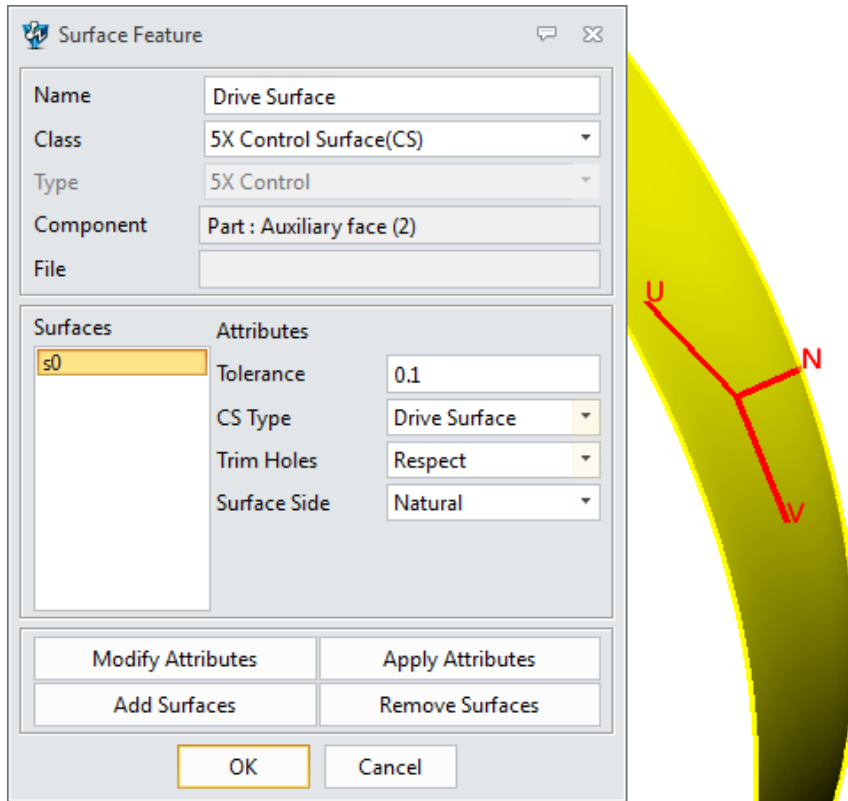 Surface Feature
Name Drive Surface
Class 5X Control Surface(CS)
Type 5X Control
Component Part : Auxiliary face (2)
File
Surfaces Attributes
s0
Tolerance 0.1
CS Type Drive Surface
Trim Holes Respect
Surface Side Natural
Modify Attributes Apply Attributes
Add Surfaces Remove Surfaces
OK Cancel
U
N
V